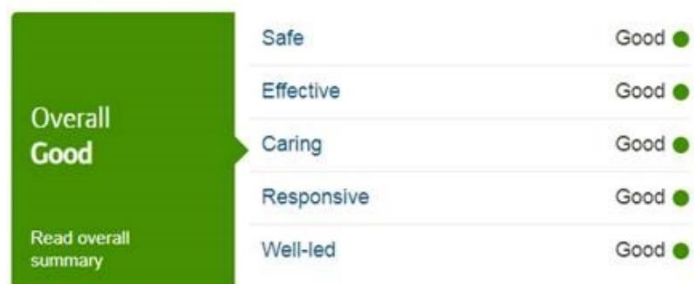 Overall
Good
Read overall
summary
Safe Good
Effective Good
Caring Good
Responsive Good
Well-led Good